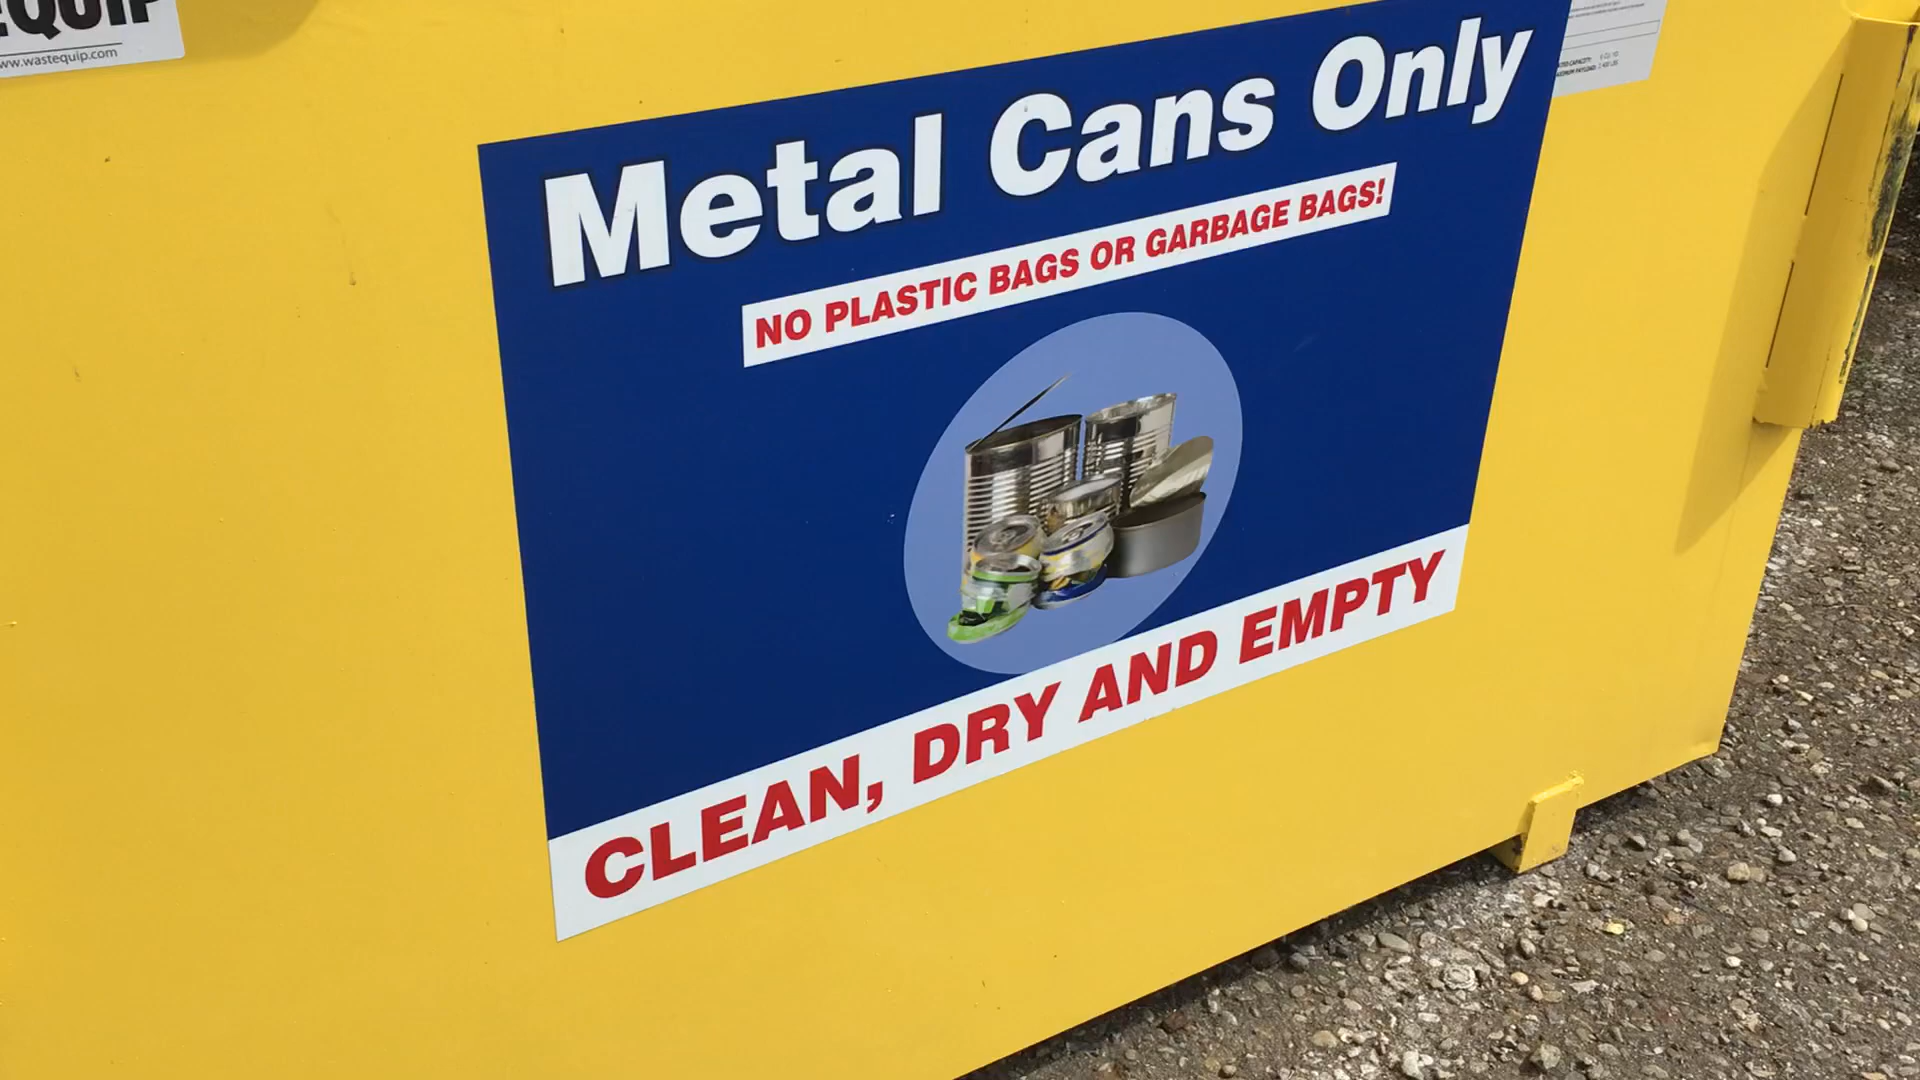 EQUIP
www.wastequip.com
Metal Cans Only
NO PLASTIC BAGS OR GARBAGE BAGS!
CLEAN, DRY AND EMPTY